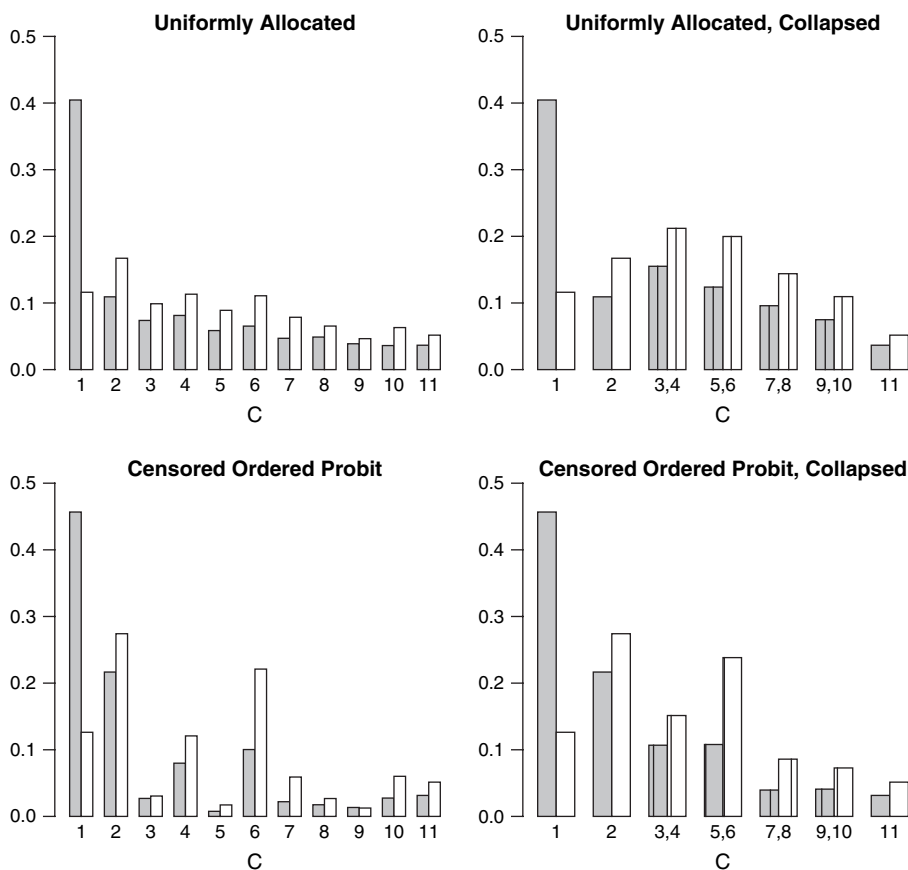 Uniformly Allocated
0.5
0.4
0.3
0.2
0.1
0.0
1 2 3 4 5 6 7 8 9 10 11
C
Uniformly Allocated, Collapsed
0.5
0.4
0.3
0.2
0.1
0.0
1 2 3,4 5,6 7,8 9,10 11
C
Censored Ordered Probit
0.5
0.4
0.3
0.2
0.1
0.0
1 2 3 4 5 6 7 8 9 10 11
C
Censored Ordered Probit, Collapsed
0.5
0.4
0.3
0.2
0.1
0.0
1 2 3,4 5,6 7,8 9,10 11
C